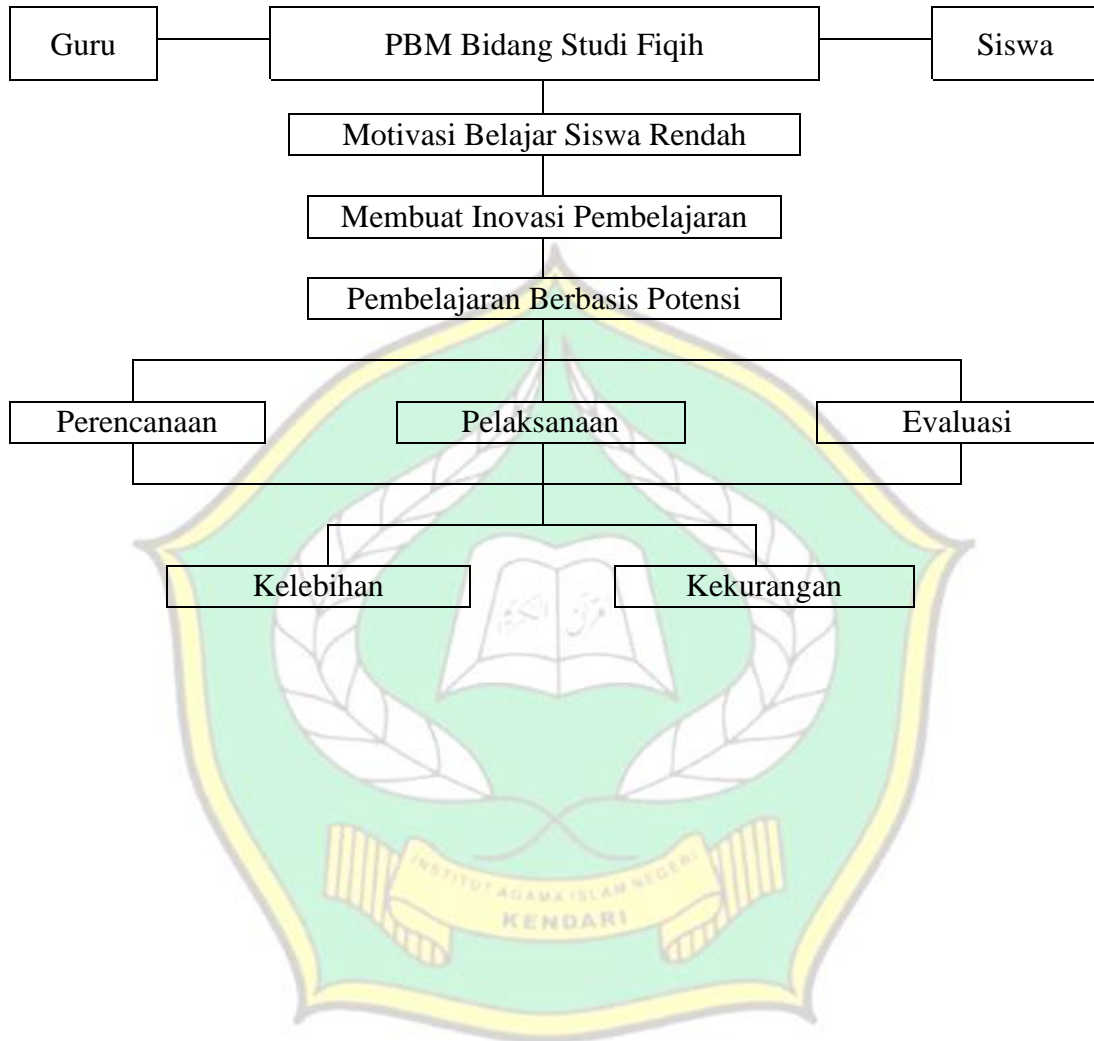 Guru
PBM Bidang Studi Fiqih
Siswa
Motivasi Belajar Siswa Rendah
Membuat Inovasi Pembelajaran
Pembelajaran Berbasis Potensi
Perencanaan
Pelaksanaan
Evaluasi
Kelebihan
Kekurangan
INSTITUT AGAMA ISLAM NEGERI
KENDARI